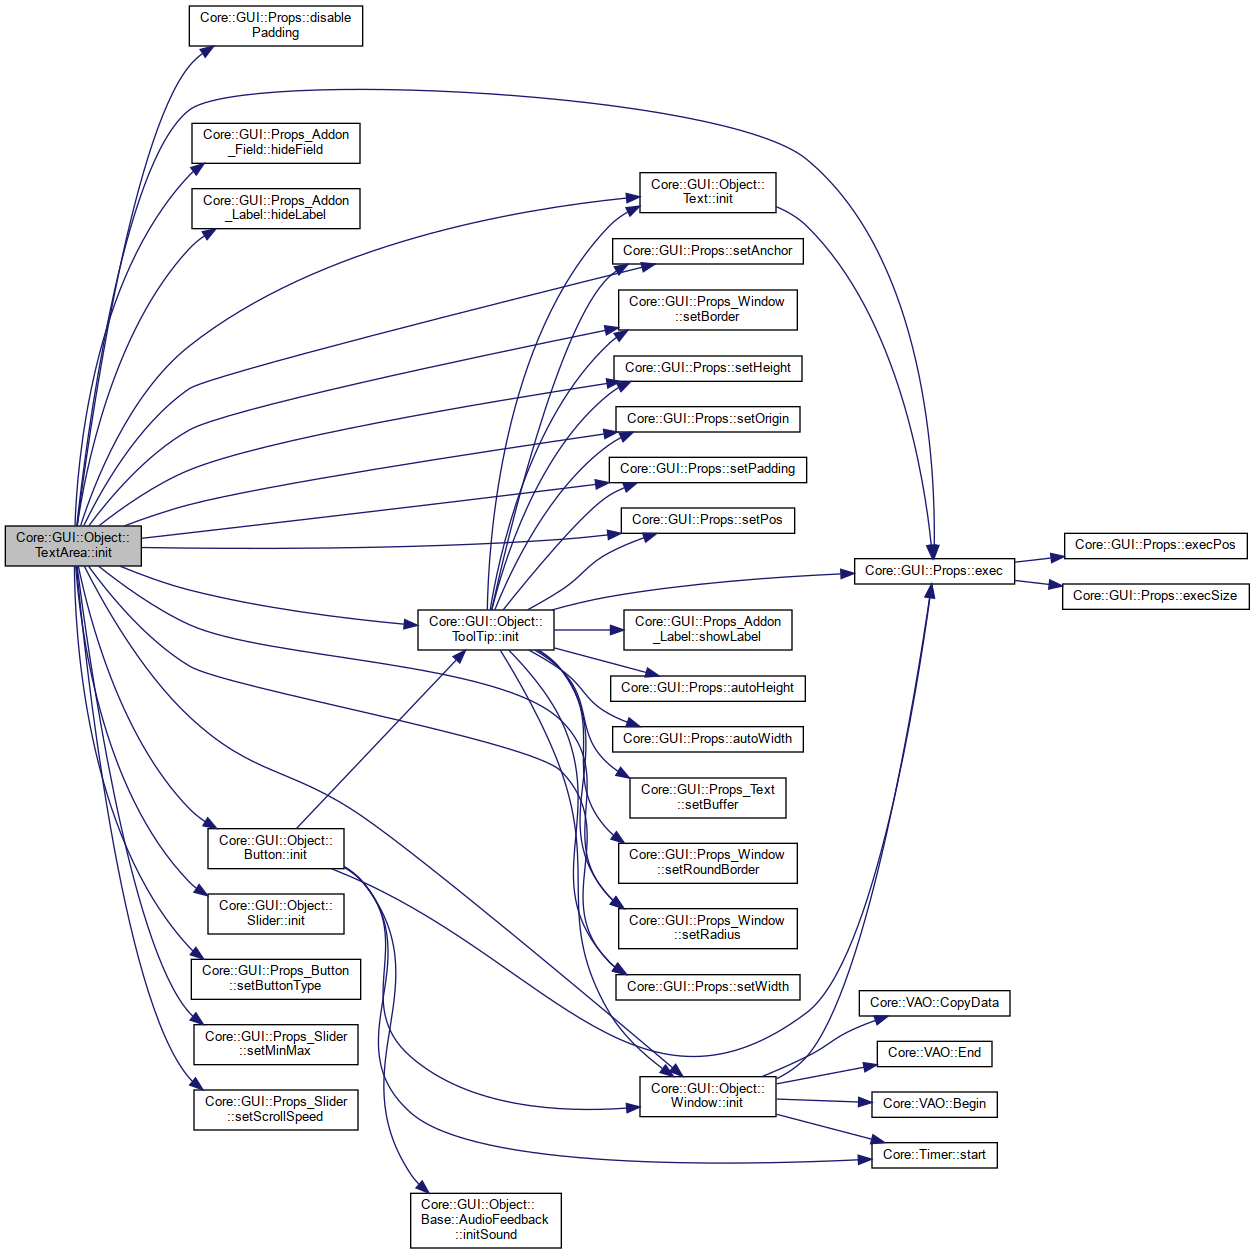 Core::GUI::Props::disable
Padding
Core::GUI::Props_Addon
_Field::hideField
Core::GUI::Props_Addon
_Label::hideLabel
Core::GUI::Object::
Text::init
Core::GUI::Props::setAnchor
Core::GUI::Props_Window
::setBorder
Core::GUI::Props::setHeight
Core::GUI::Props::setOrigin
Core::GUI::Props::setPadding
Core::GUI::Props::setPos
Core::GUI::Object::
TextArea::init
Core::GUI::Props::execPos
Core::GUI::Props::exec
Core::GUI::Props::execSize
Core::GUI::Object::
ToolTip::init
Core::GUI::Props_Addon
_Label::showLabel
Core::GUI::Props::autoHeight
Core::GUI::Props::autoWidth
Core::GUI::Props_Text
::setBuffer
Core::GUI::Object::
Button::init
Core::GUI::Props_Window
::setRoundBorder
Core::GUI::Object::
Slider::init
Core::GUI::Props_Window
::setRadius
Core::GUI::Props_Button
::setButtonType
Core::GUI::Props::setWidth
Core::VAO::CopyData
Core::GUI::Props_Slider
::setMinMax
Core::VAO::End
Core::GUI::Props_Slider
::setScrollSpeed
Core::GUI::Object::
Window::init
Core::VAO::Begin
Core::Timer::start
Core::GUI::Object::
Base::AudioFeedback
::initSound